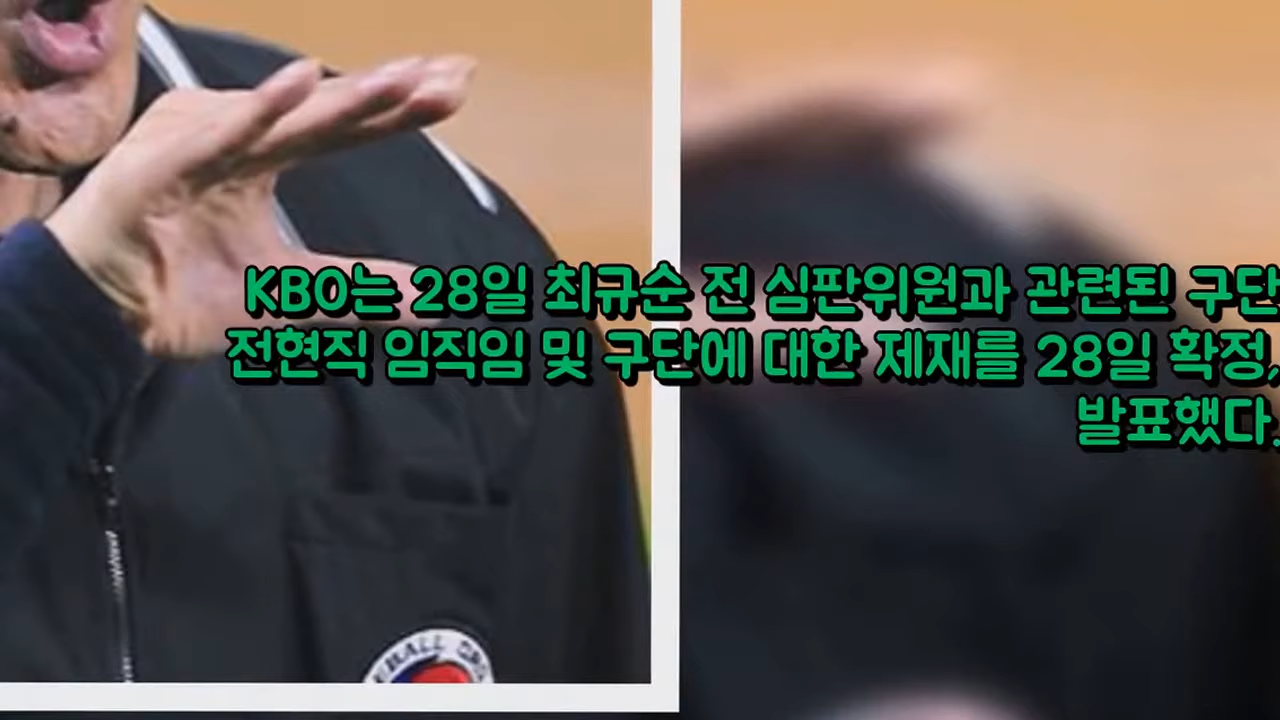 KBO는 28일 최규순 전 심판위원과 관련된 구단
전현직 임직임 및 구단에 대한 제재를 28일 확정,
발표했다.